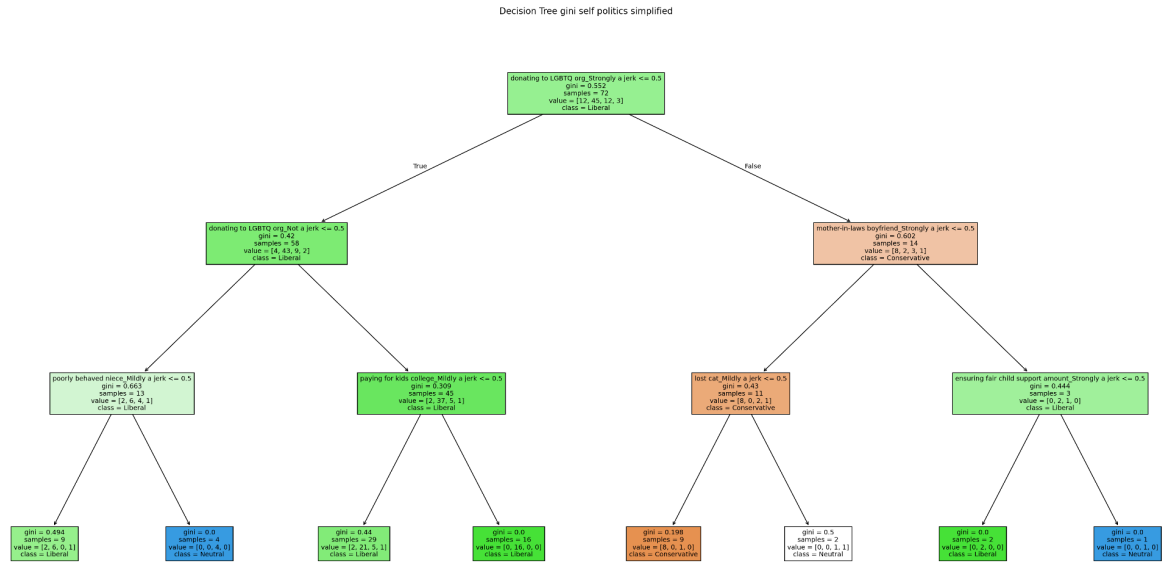 Decision Tree gini self politics simplified
donating to LGBTQ org_Strongly a jerk <= 0.5
gini = 0.552
samples = 72
value = [12, 45, 12, 3]
class = Liberal
True
False
donating to LGBTQ org_Not a jerk <= 0.5
gini = 0.42
samples = 58
value = [4, 43, 9, 2]
class = Liberal
mother-in-laws boyfriend_Strongly a jerk <= 0.5
gini = 0.602
samples = 14
value = [8, 2, 3, 1]
class = Conservative
poorly behaved niece_Mildly a jerk <= 0.5
gini = 0.663
samples = 13
value = [2, 6, 4, 1]
class = Liberal
paying for kids college_Mildly a jerk <= 0.5
gini = 0.309
samples = 45
value = [2, 37, 5, 1]
class = Liberal
lost cat_Mildly a jerk <= 0.5
gini = 0.43
samples = 11
value = [8, 0, 2, 1]
class = Conservative
ensuring fair child support amount_Strongly a jerk <= 0.5
gini = 0.444
samples = 3
value = [0, 2, 1, 0]
class = Liberal
gini = 0.494
samples = 9
value = [2, 6, 0, 1]
class = Liberal
gini = 0.0
samples = 4
value = [0, 0, 4, 0]
class = Neutral
gini = 0.44
samples = 29
value = [2, 21, 5, 1]
class = Liberal
gini = 0.0
samples = 16
value = [0, 16, 0, 0]
class = Liberal
gini = 0.198
samples = 9
value = [8, 0, 1, 0]
class = Conservative
gini = 0.5
samples = 2
value = [0, 0, 1, 1]
class = Neutral
gini = 0.0
samples = 2
value = [0, 2, 0, 0]
class = Liberal
gini = 0.0
samples = 1
value = [0, 0, 1, 0]
class = Neutral